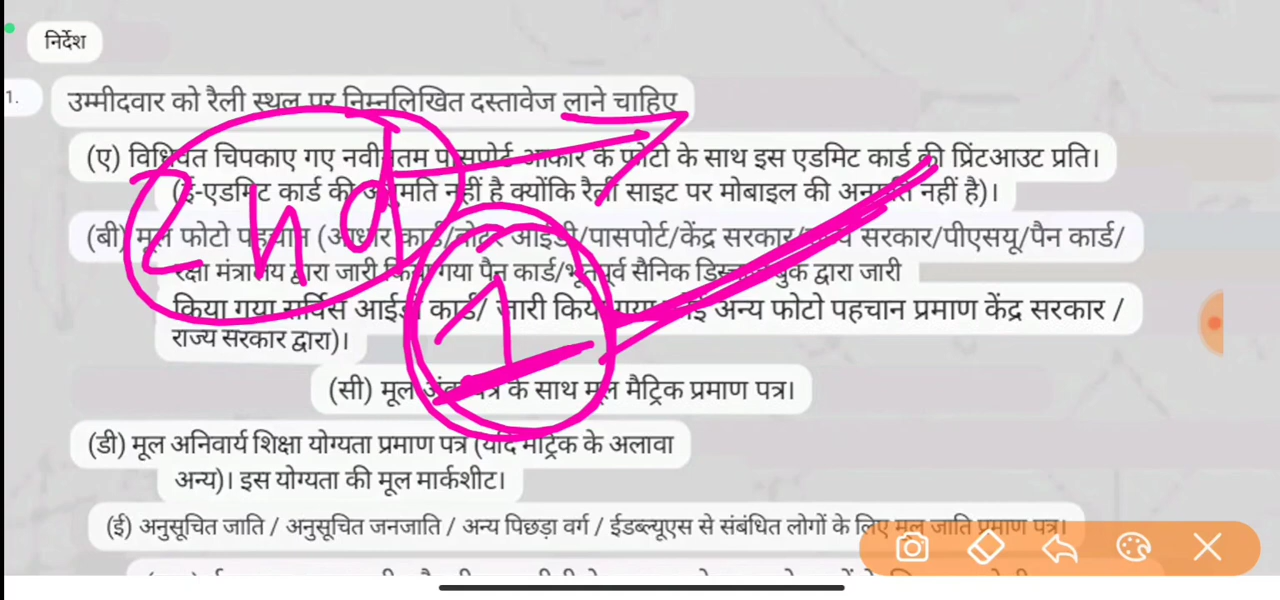 निर्देश
1. उम्मीदवार को रैली स्थल पर निम्नलिखित दस्तावेज लाने चाहिए
(ए) विधिवत चिपकाए गए नवीनतम पासपोर्ट आकार के फोटो के साथ इस एडमिट कार्ड की प्रिंटआउट प्रति।
(ई-एडमिट कार्ड की अनुमति नहीं है क्योंकि रैली साइट पर मोबाइल की अनुमति नहीं है)।
(बी) मूल फोटो पहचान (आधार कार्ड/वोटर आईडी/पासपोर्ट/केंद्र सरकार/राज्य सरकार/पीएसयू/पैन कार्ड/
रक्षा मंत्रालय द्वारा जारी किया गया पैन कार्ड/भूतपूर्व सैनिक डिस्चार्ज बुक द्वारा जारी
किया गया सर्विस आईडी कार्ड/ जारी किया गया कोई अन्य फोटो पहचान प्रमाण केंद्र सरकार /
राज्य सरकार द्वारा)।
(सी) मूल अंक पत्र के साथ मूल मैट्रिक प्रमाण पत्र।
(डी) मूल अनिवार्य शिक्षा योग्यता प्रमाण पत्र (यदि मैट्रिक के अलावा
अन्य)। इस योग्यता की मूल मार्कशीट।
(ई) अनुसूचित जाति / अनुसूचित जनजाति / अन्य पिछड़ा वर्ग / ईडब्ल्यूएस से संबंधित लोगों के लिए मूल जाति प्रमाण पत्र।
2nd
1